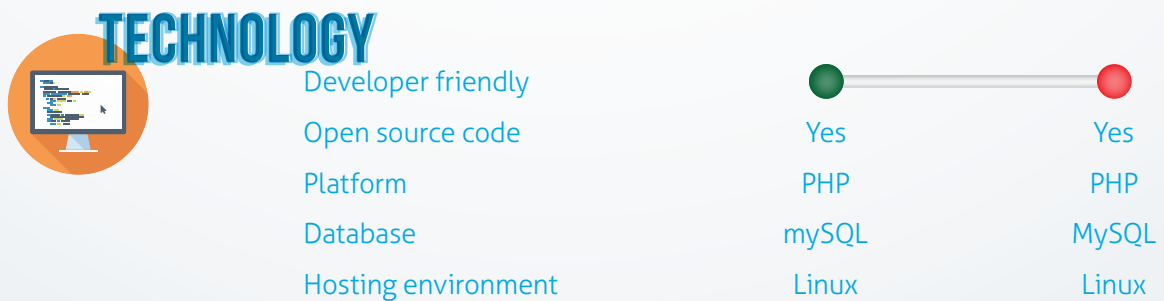 TECHNOLOGY
Developer friendly
Open source code Yes Yes
Platform PHP PHP
Database mySQL MySQL
Hosting environment Linux Linux